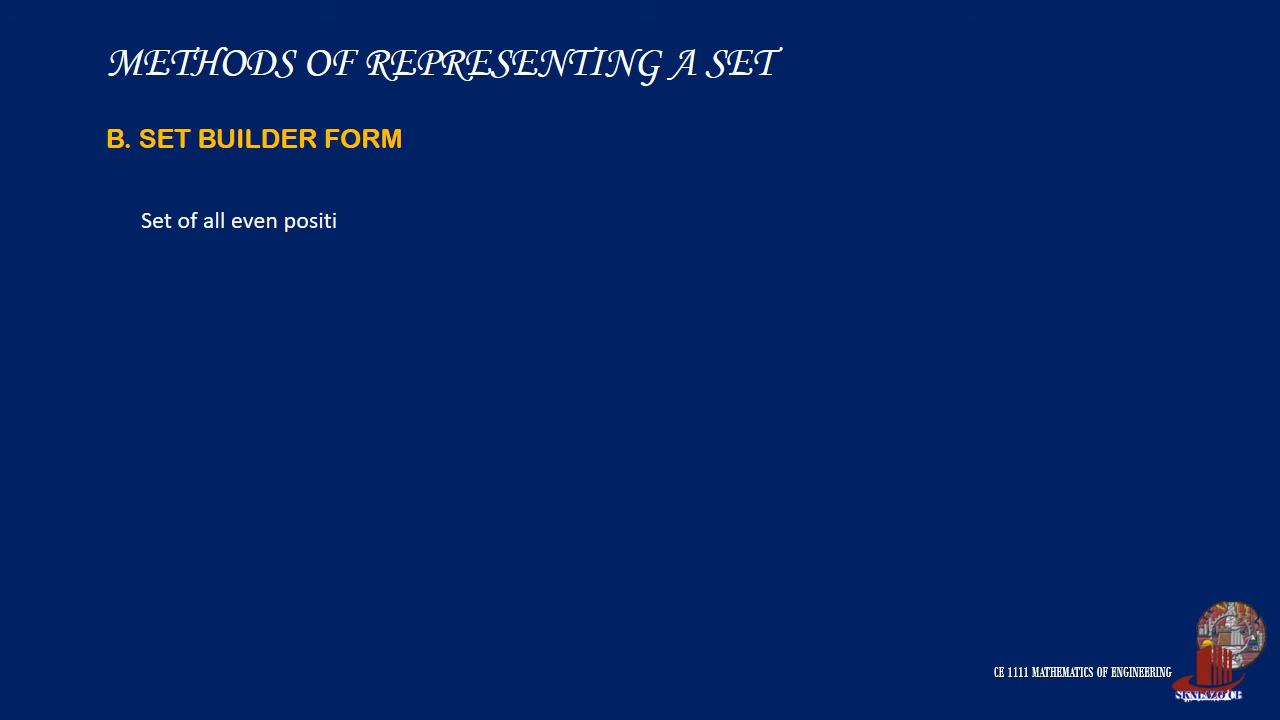 METHODS OF REPRESENTING A SET
B. SET BUILDER FORM
Set of all even positi
CE 1111 MATHEMATICS OF ENGINEERING